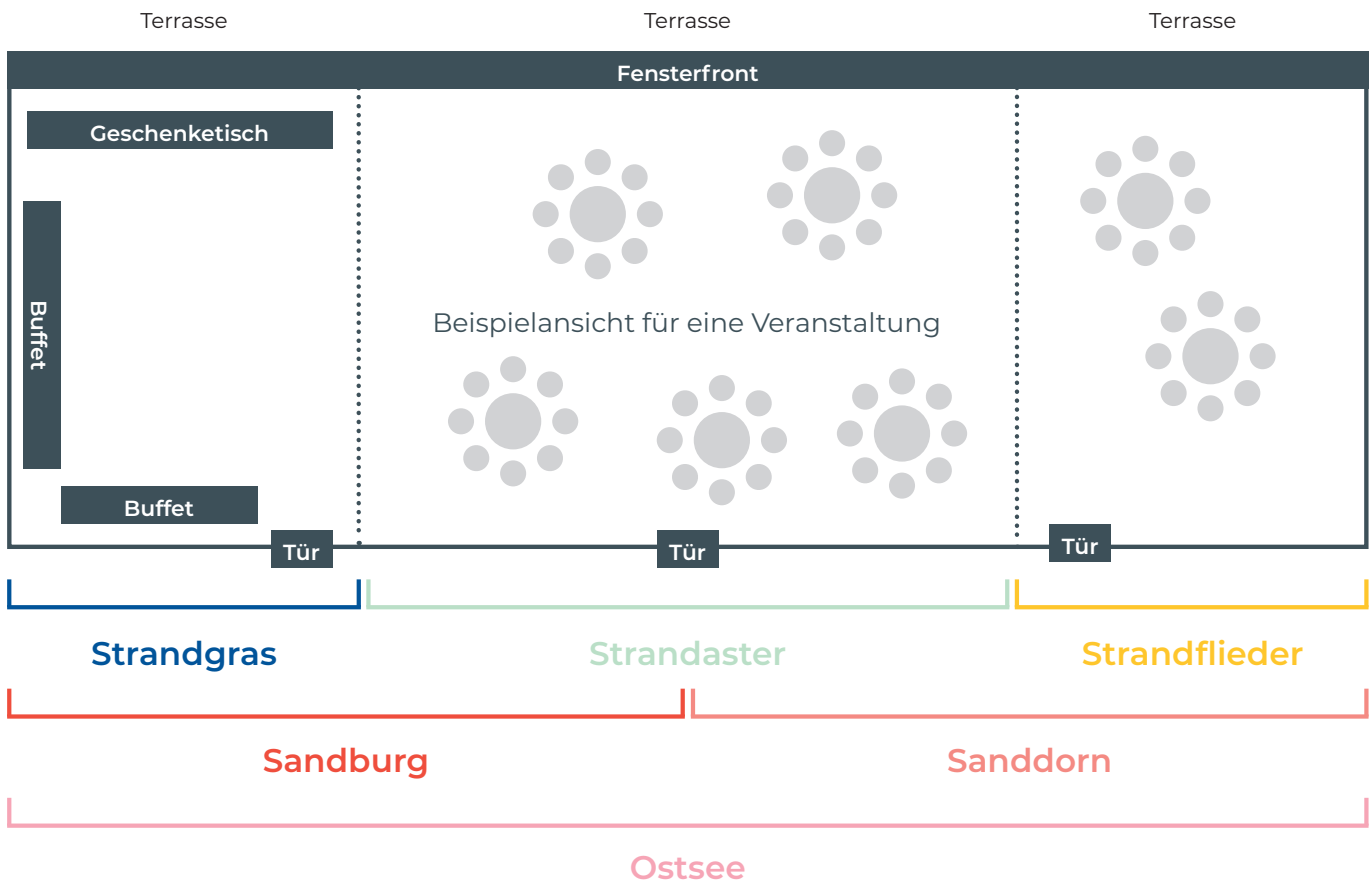 Terrasse
Terrasse
Terrasse
Fensterfront
Geschenketisch
Buffet
Beispielansicht für eine Veranstaltung
Buffet
Tür
Tür
Tür
Strandgras
Strandaster
Strandflieder
Sandburg
Sanddorn
Ostsee